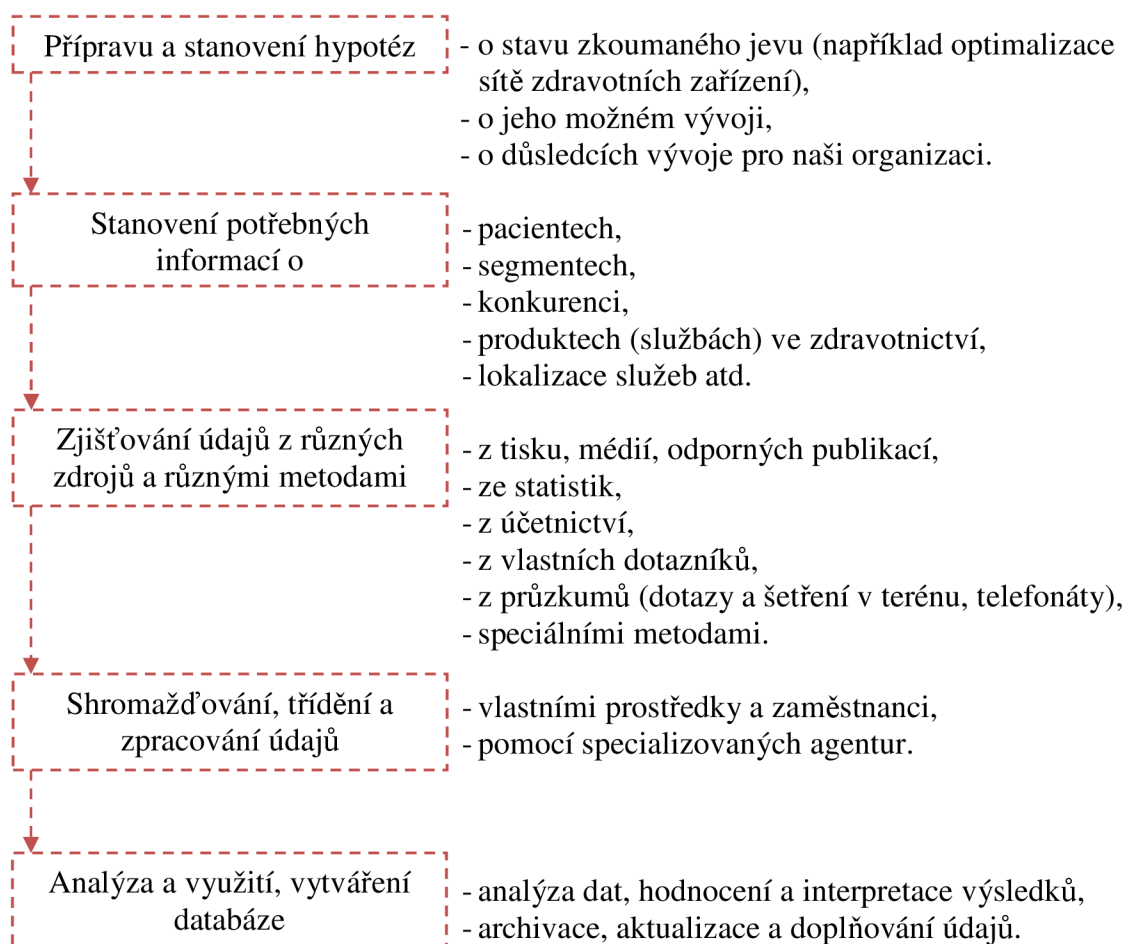 Přípravu a stanovení hypotéz
- o stavu zkoumaného jevu (například optimalizace
sítě zdravotních zařízení),
- o jeho možném vývoji,
- o důsledcích vývoje pro naši organizaci.
Stanovení potřebných
informací o
- pacientech,
- segmentech,
- konkurenci,
- produktech (službách) ve zdravotnictví,
- lokalizace služeb atd.
Zjišťování údajů z různých
zdrojů a různými metodami
- z tisku, médií, odporných publikací,
- ze statistik,
- z účetnictví,
- z vlastních dotazníků,
- z průzkumů (dotazy a šetření v terénu, telefonáty),
- speciálními metodami.
Shromažďování, třídění a
zpracování údajů
- vlastními prostředky a zaměstnanci,
- pomocí specializovaných agentur.
Analýza a využití, vytváření
databáze
- analýza dat, hodnocení a interpretace výsledků,
- archivace, aktualizace a doplňování údajů.